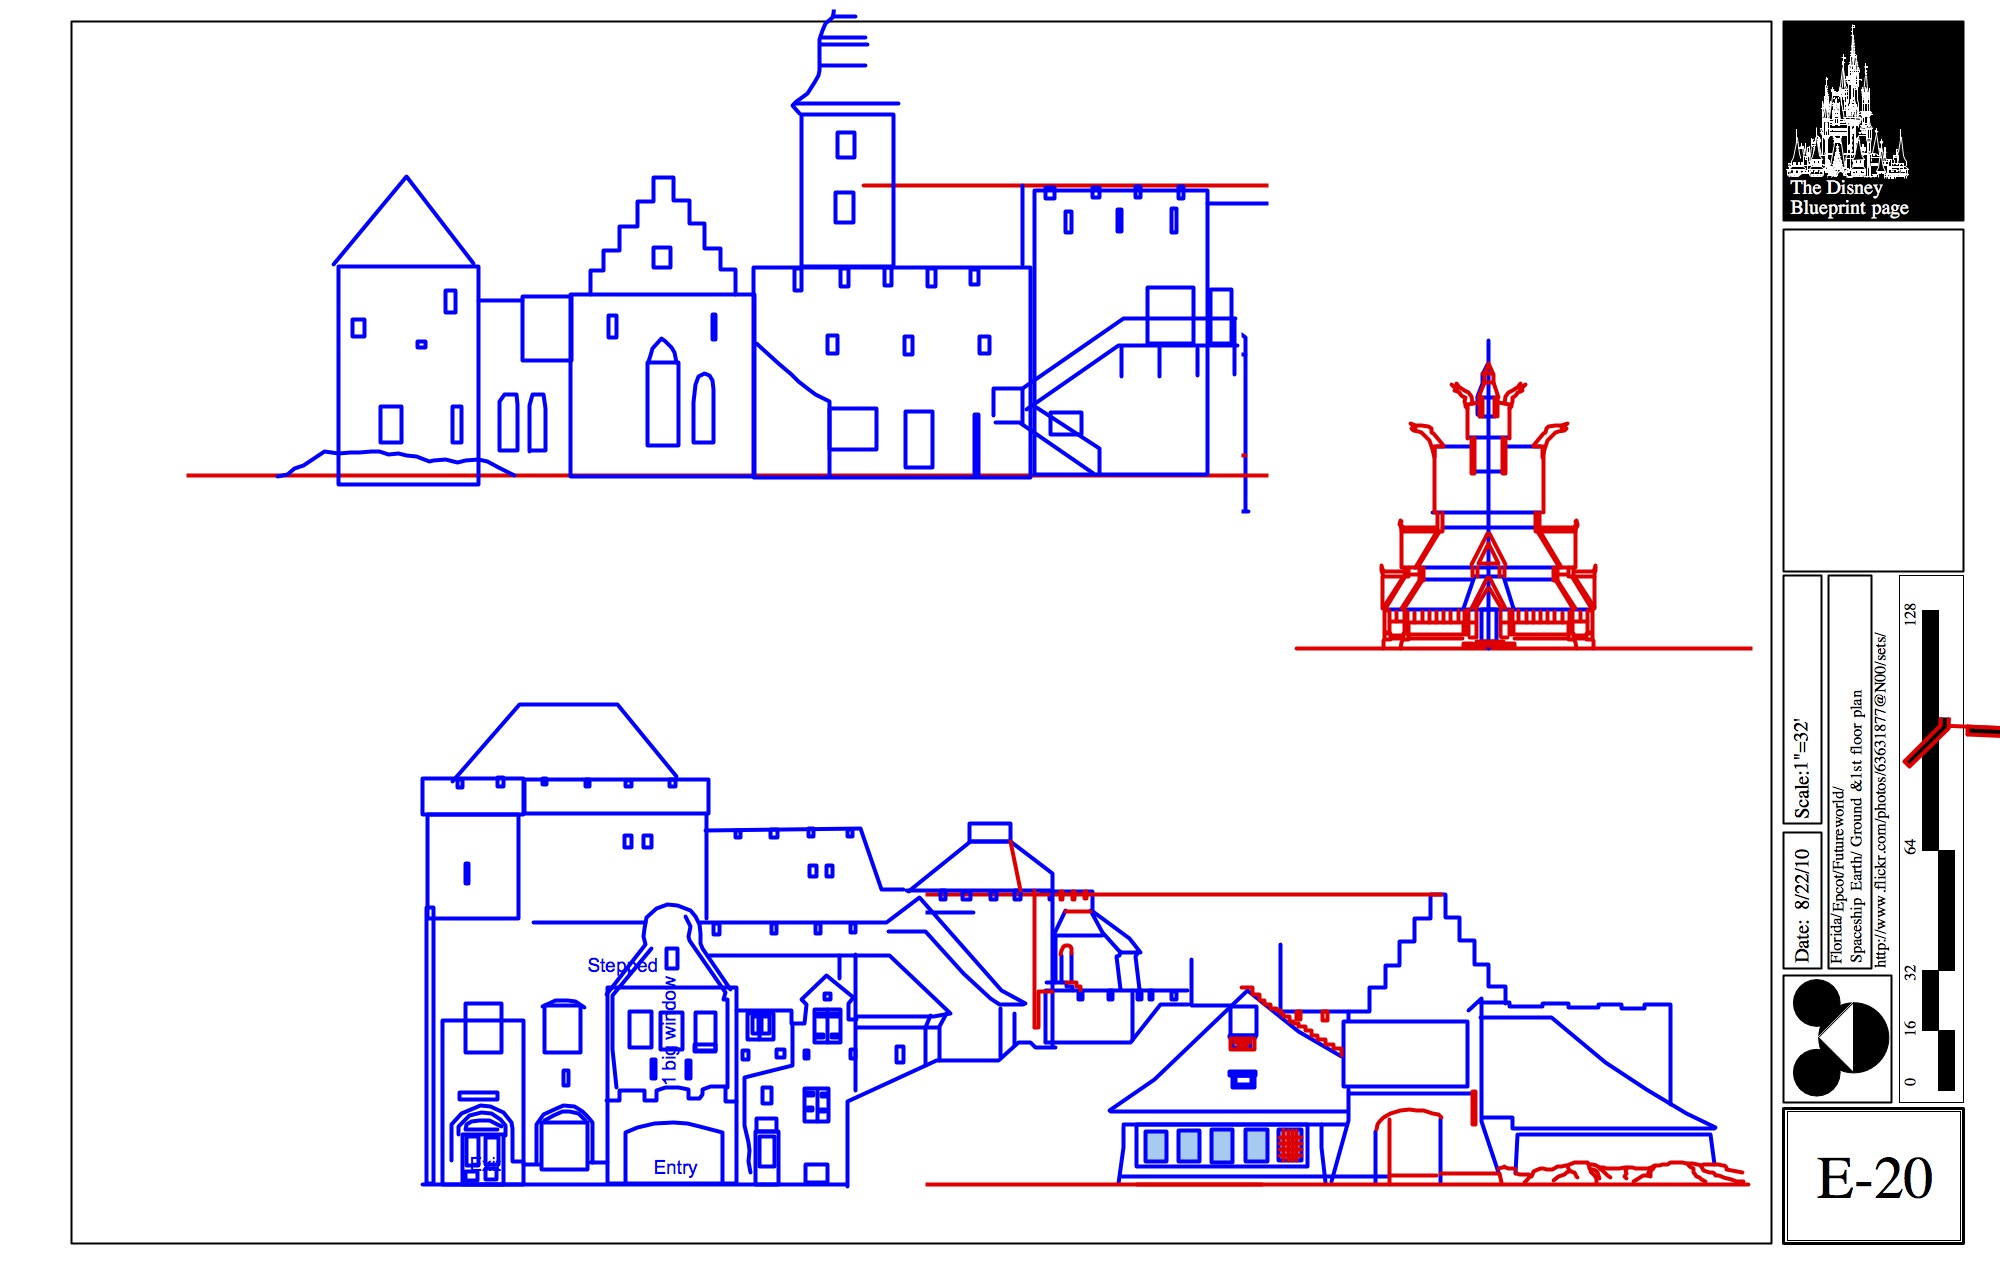 The Disney
Blueprint page
Stepped
1 big window
Exit
Entry
Scale:1"=32'
Date: 8/22/10
Florida/Epcot/Futureworld/
Spaceship Earth/ Ground &1st floor plan
http://www.flickr.com/photos/63631877@N00/sets/
128
64
32
16
0
E-20